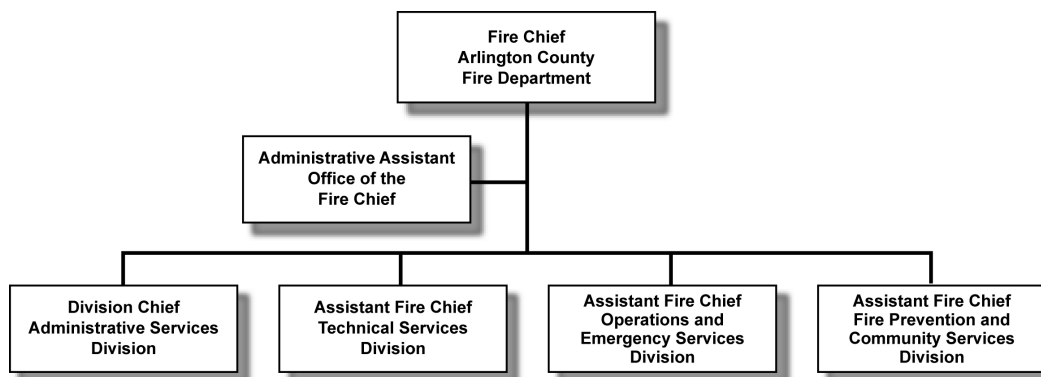 Fire Chief
Arlington County
Fire Department
Administrative Assistant
Office of the
Fire Chief
Division Chief
Administrative Services
Division
Assistant Fire Chief
Technical Services
Division
Assistant Fire Chief
Operations and
Emergency Services
Division
Assistant Fire Chief
Fire Prevention and
Community Services
Division